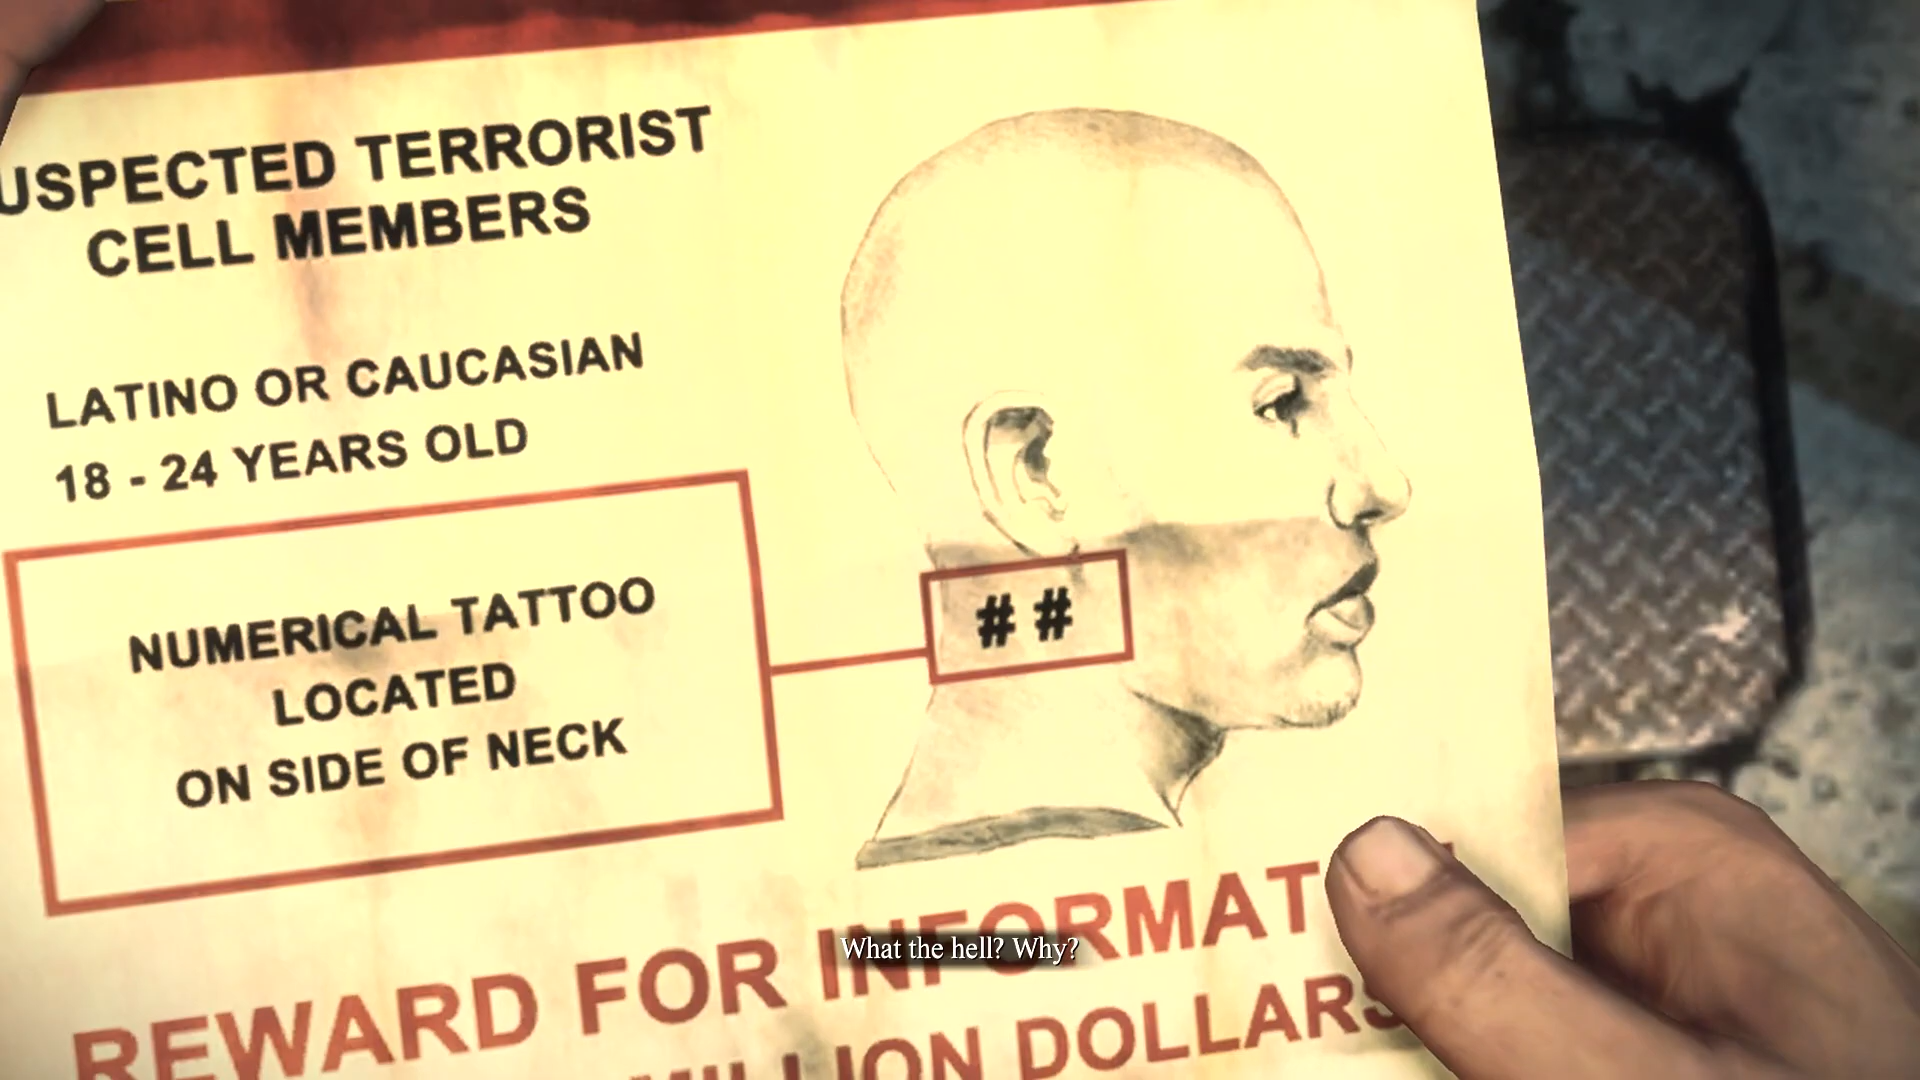 USPECTED TERRORIST
CELL MEMBERS
LATINO OR CAUCASIAN
18 - 24 YEARS OLD
NUMERICAL TATTOO
LOCATED
ON SIDE OF NECK
# #
REWARD FOR INFORMAT
MILLION DOLLARS
What the hell? Why?